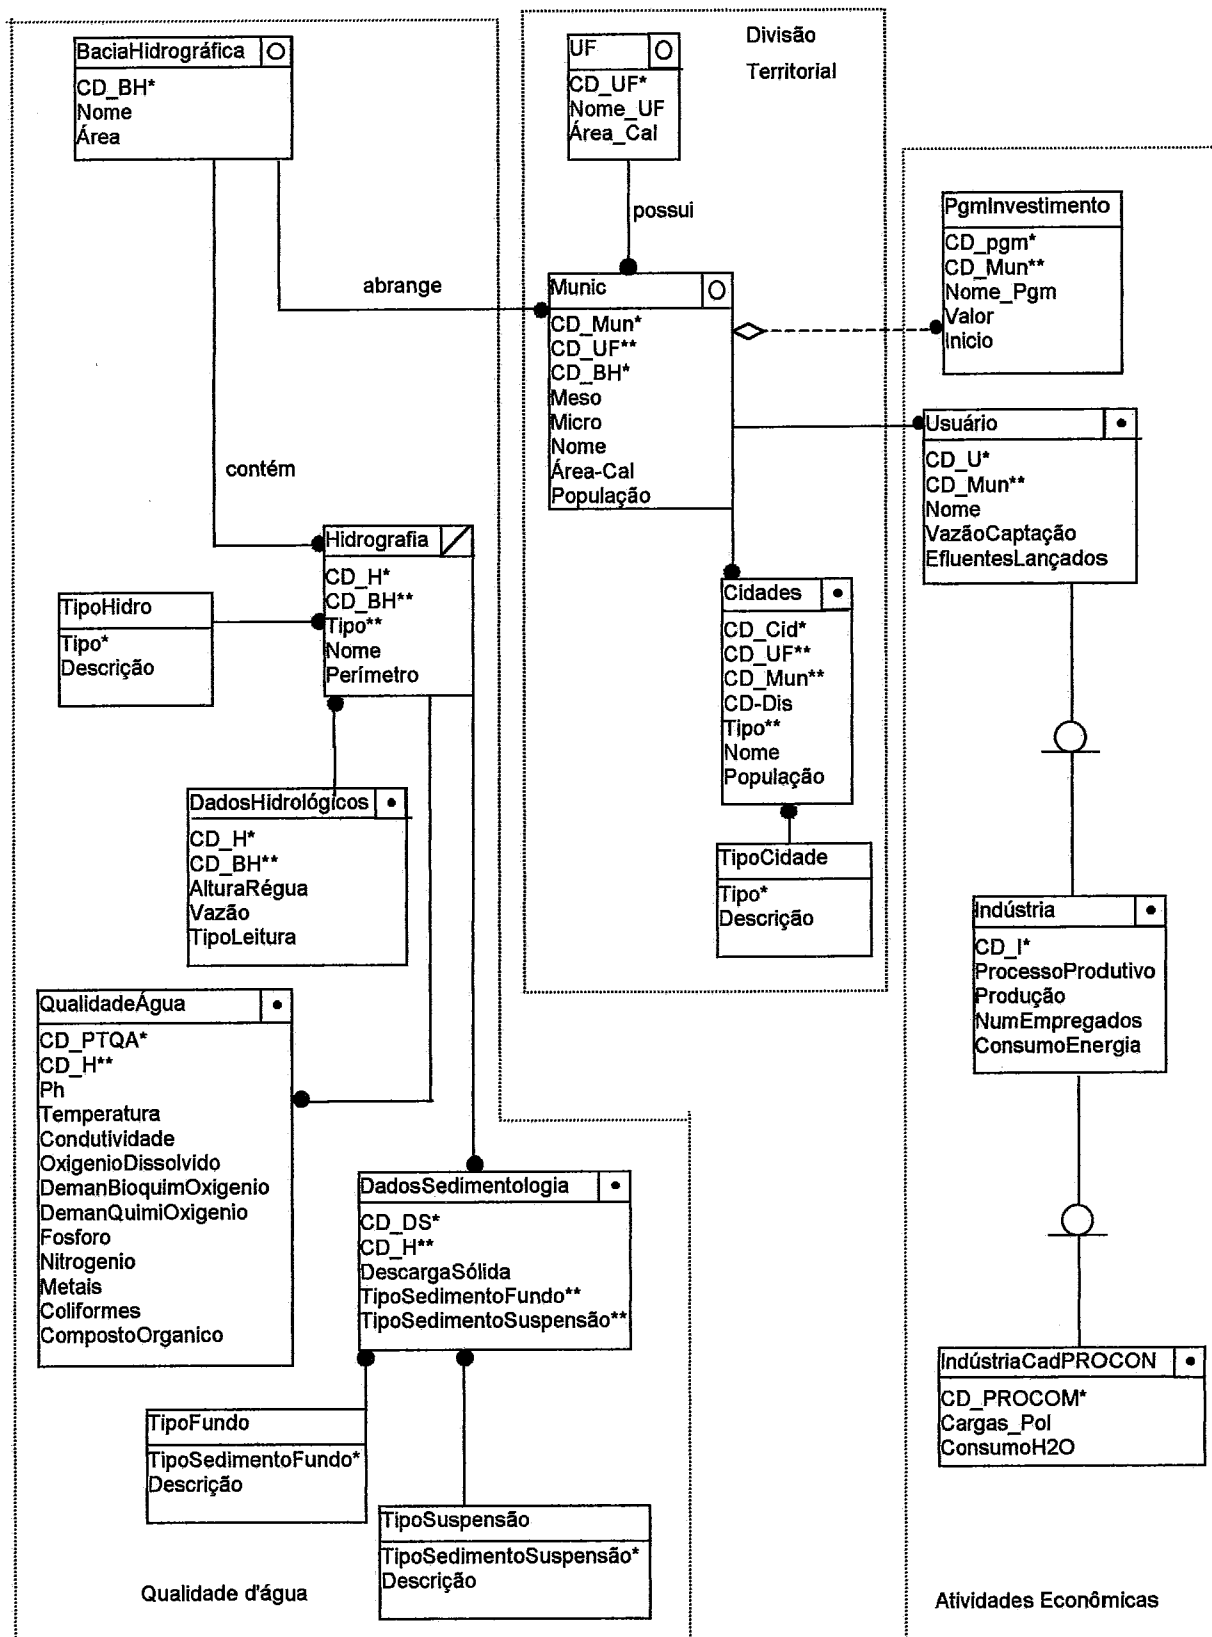 BaciaHidrográfica
CD_BH*
Nome
Área
UF
CD_UF*
Nome_UF
Área_Cal
Divisão
Territorial
possui
abrange
contém
Munic
CD_Mun*
CD_UF**
CD_BH*
Meso
Micro
Nome
Área-Cal
População
PgmInvestimento
CD_pgm*
CD_Mun**
Nome_Pgm
Valor
Inicio
Usuário
CD_U*
CD_Mun**
Nome
VazãoCaptação
EfluentesLançados
Hidrografia
CD_H*
CD_BH**
Tipo**
Nome
Perímetro
TipoHidro
Tipo*
Descrição
Cidades
CD_Cid*
CD_UF**
CD_Mun**
CD-Dis
Tipo**
Nome
População
DadosHidrológicos
CD_H*
CD_BH**
AlturaRégua
Vazão
TipoLeitura
TipoCidade
Tipo*
Descrição
Indústria
CD_I*
ProcessoProdutivo
Produção
NumEmpregados
ConsumoEnergia
QualidadeÁgua
CD_PTQA*
CD_H**
Ph
Temperatura
Condutividade
OxigenioDissolvido
DemanBioquimOxigenio
DemanQuimiOxigenio
Fosforo
Nitrogenio
Metais
Coliformes
CompostoOrganico
DadosSedimentologia
CD_DS*
CD_H**
DescargaSólida
TipoSedimentoFundo**
TipoSedimentoSuspensão**
IndústriaCadPROCON
CD_PROCOM*
Cargas_Pol
ConsumoH2O
TipoFundo
TipoSedimentoFundo*
Descrição
TipoSuspensão
TipoSedimentoSuspensão*
Descrição
Qualidade d'água
Atividades Econômicas